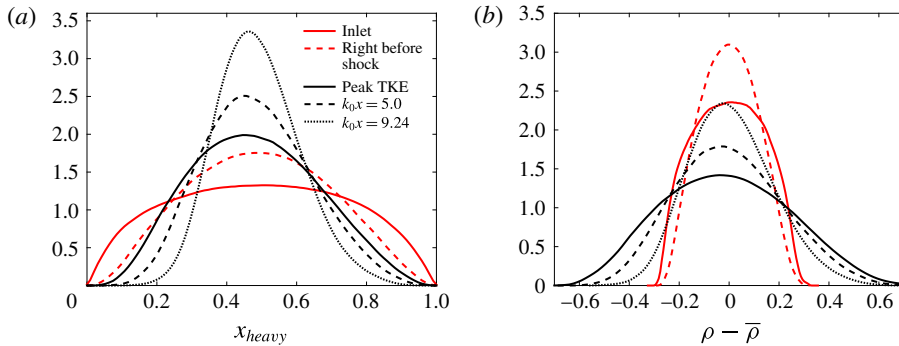 (a)
3.5
3.0
2.5
2.0
1.5
1.0
0.5
0 0.2 0.4 0.6 0.8 1.0
x_heavy
Inlet
Right before
shock
Peak TKE
k₀x = 5.0
k₀x = 9.24
(b)
3.5
3.0
2.5
2.0
1.5
1.0
0.5
−0.6 −0.4 −0.2 0 0.2 0.4 0.6
ρ − ρ̅